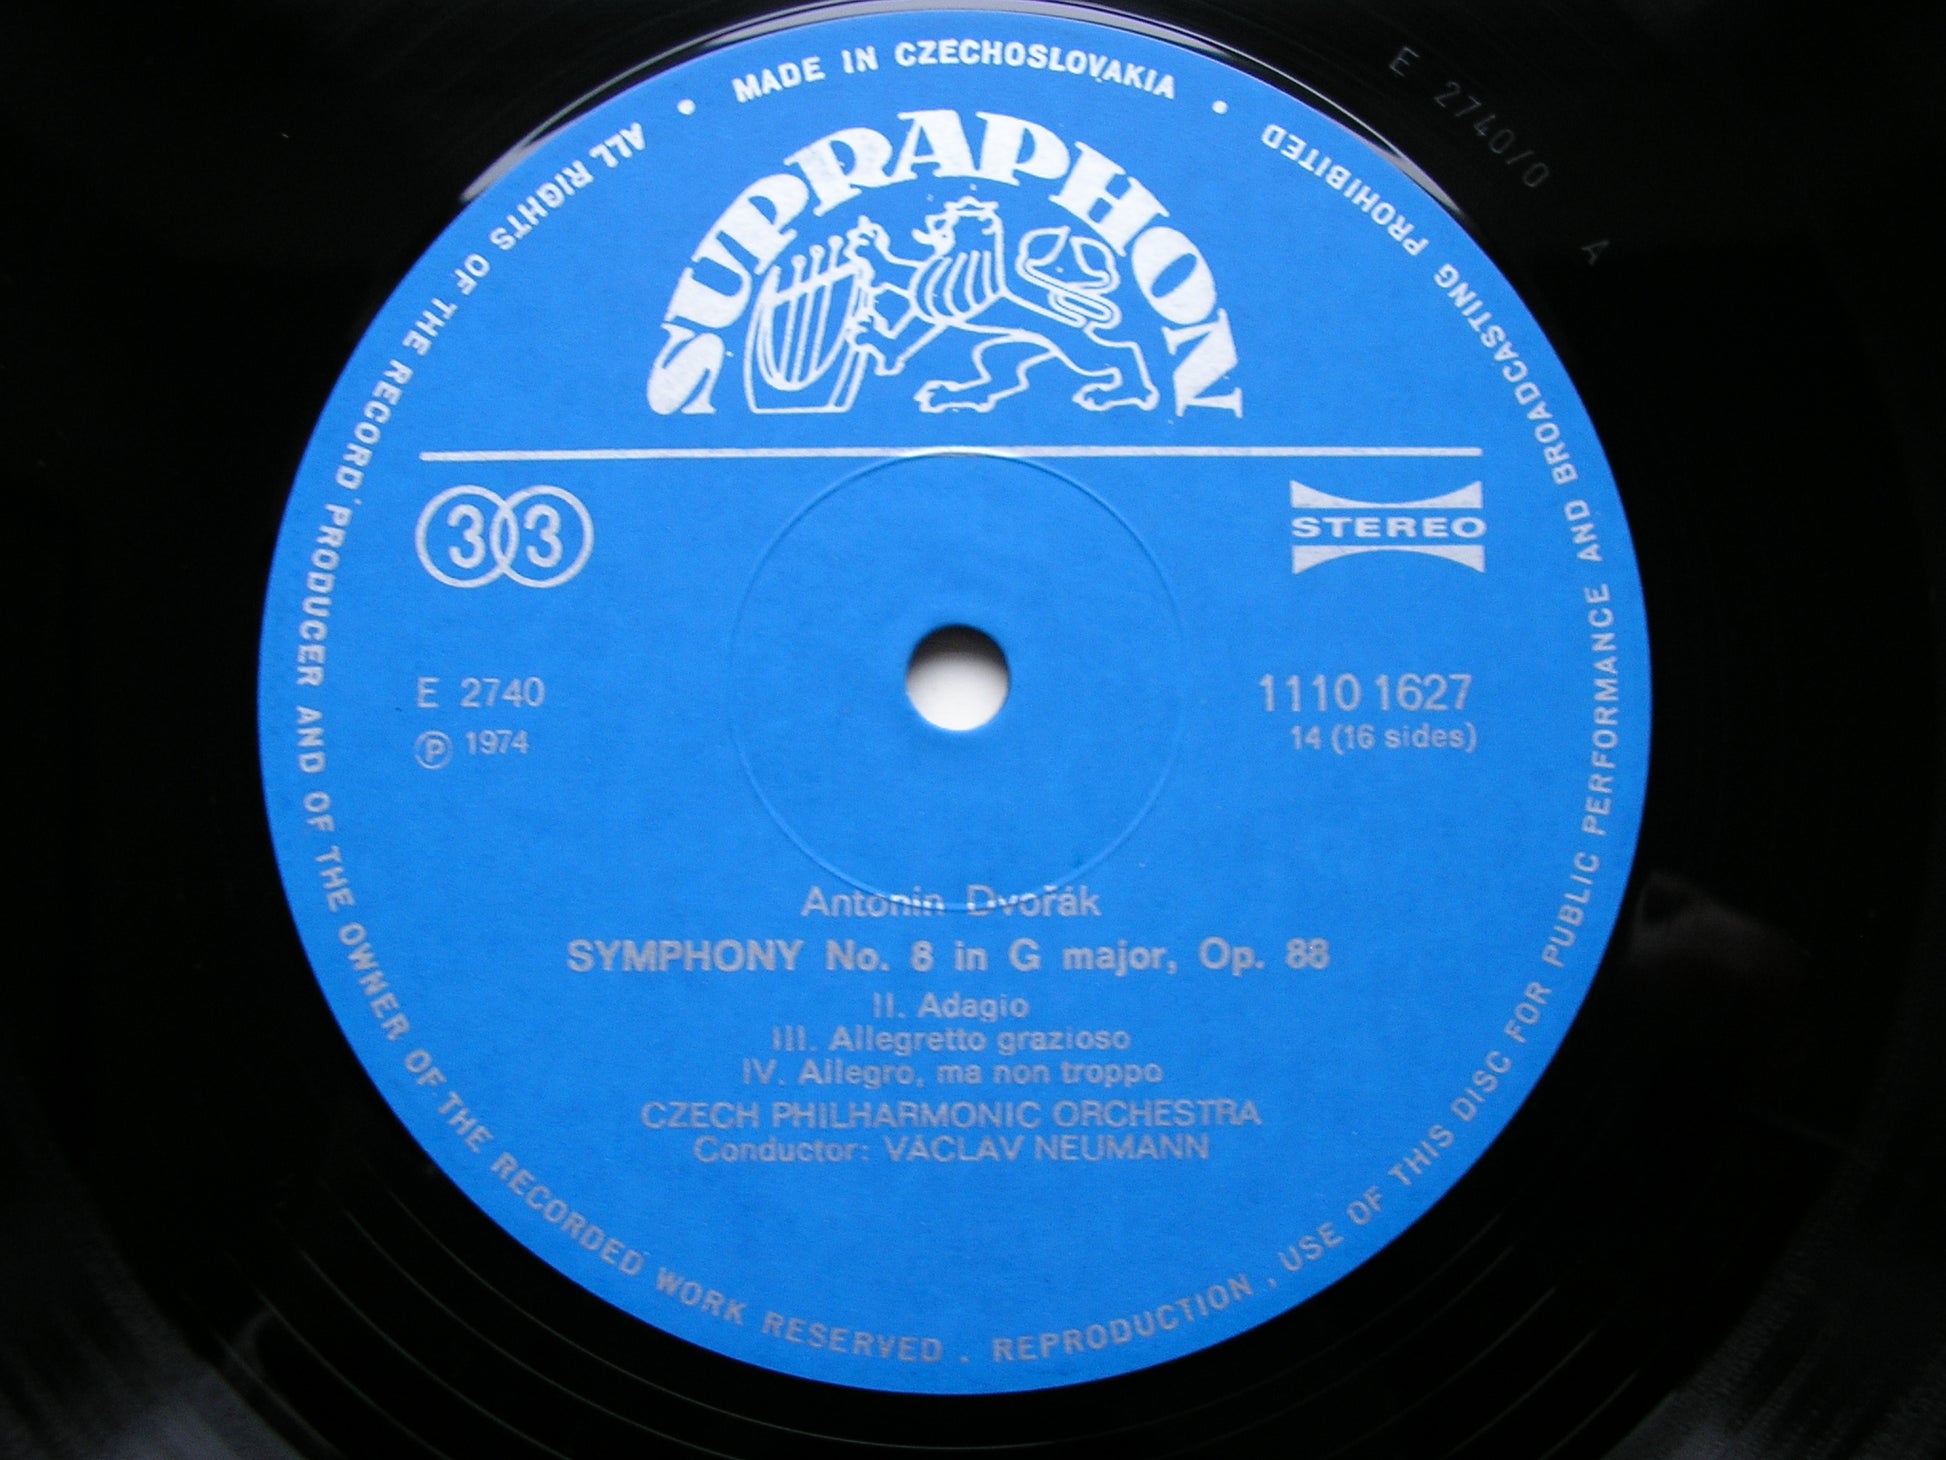 MADE IN CZECHOSLOVAKIA
ALL RIGHTS OF THE RECORD PRODUCER AND OF THE OWNER OF THE RECORDED WORK RESERVED . REPRODUCTION , USE OF THIS DISC FOR PUBLIC PERFORMANCE AND BROADCASTING PROHIBITED
SUPRAPHON
33
STEREO
E 2740
1110 1627
Ⓟ 1974
14 (16 sides)
Antonín Dvořák
SYMPHONY No. 8 in G major, Op. 88
II. Adagio
III. Allegretto grazioso
IV. Allegro, ma non troppo
CZECH PHILHARMONIC ORCHESTRA
Conductor: VÁCLAV NEUMANN
E 2740/0 A